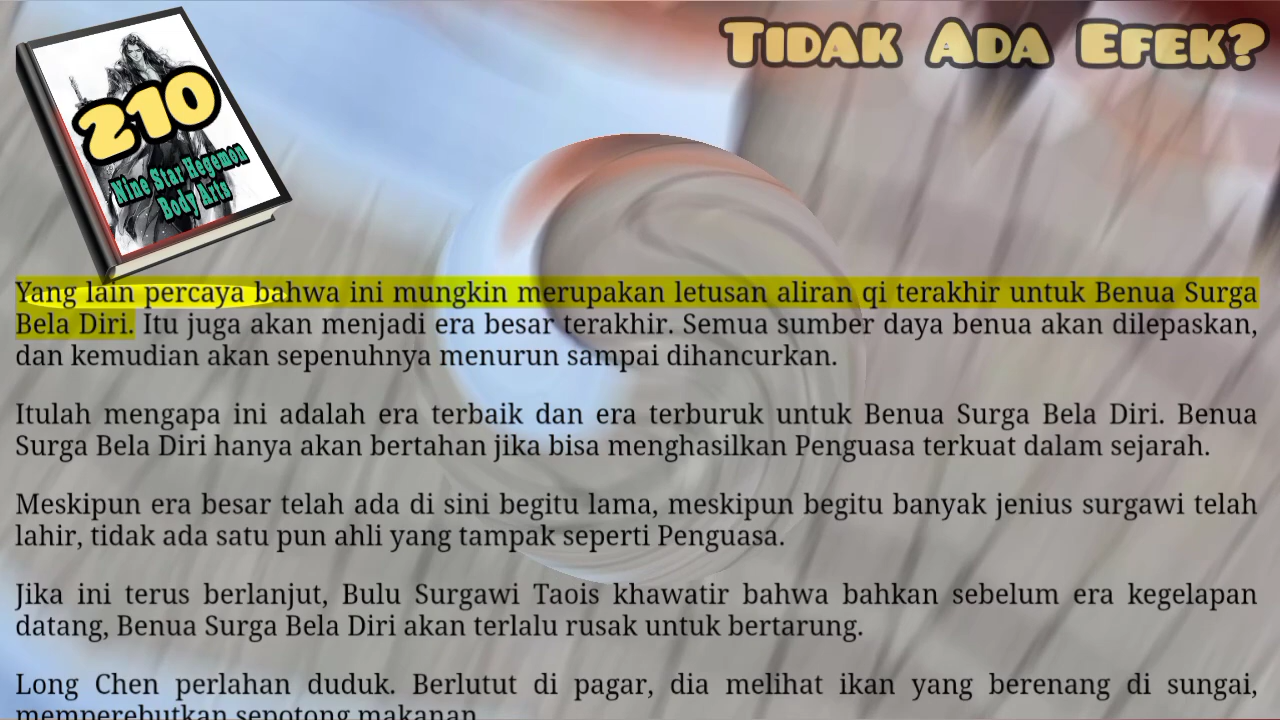 Tidak Ada Efek?
210
Nine Star Hegemon
Body Arts
Yang lain percaya bahwa ini mungkin merupakan letusan aliran qi terakhir untuk Benua Surga
Bela Diri. Itu juga akan menjadi era besar terakhir. Semua sumber daya benua akan dilepaskan,
dan kemudian akan sepenuhnya menurun sampai dihancurkan.
Itulah mengapa ini adalah era terbaik dan era terburuk untuk Benua Surga Bela Diri. Benua
Surga Bela Diri hanya akan bertahan jika bisa menghasilkan Penguasa terkuat dalam sejarah.
Meskipun era besar telah ada di sini begitu lama, meskipun begitu banyak jenius surgawi telah
lahir, tidak ada satu pun ahli yang tampak seperti Penguasa.
Jika ini terus berlanjut, Bulu Surgawi Taois khawatir bahwa bahkan sebelum era kegelapan
datang, Benua Surga Bela Diri akan terlalu rusak untuk bertarung.
Long Chen perlahan duduk. Berlutut di pagar, dia melihat ikan yang berenang di sungai,
memperebutkan sepotong makanan.